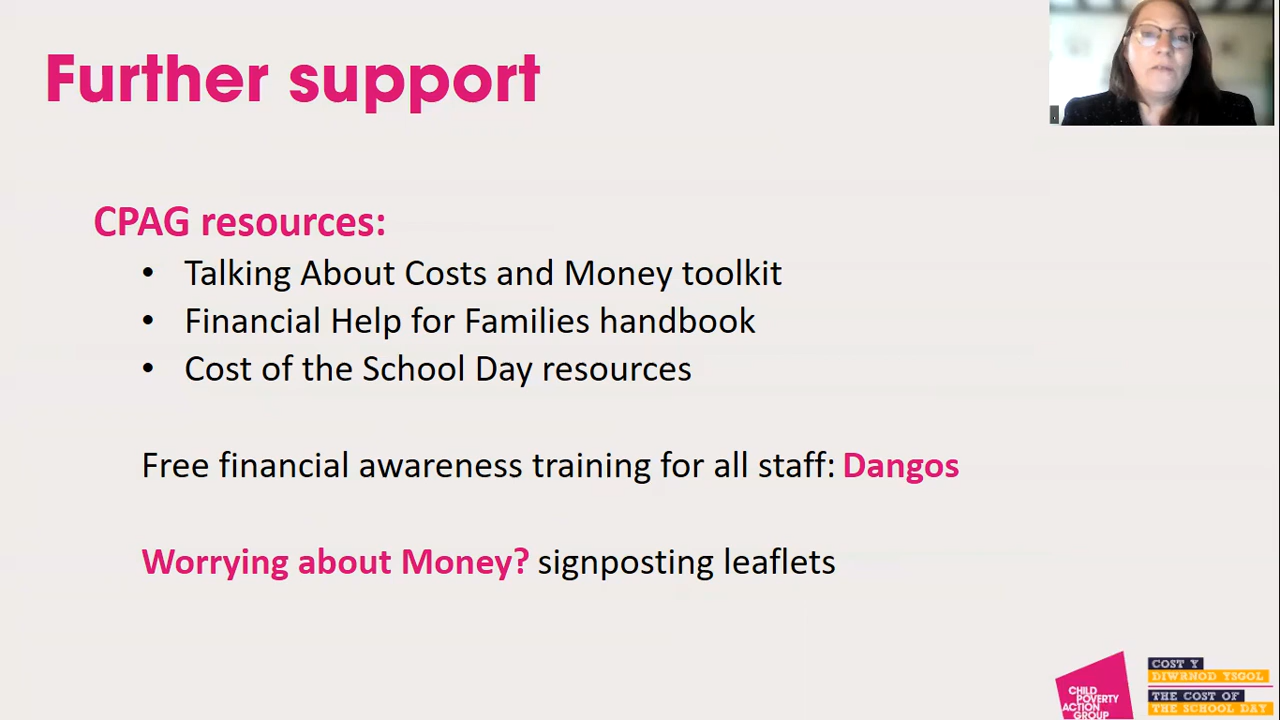 Further support
CPAG resources:
• Talking About Costs and Money toolkit
• Financial Help for Families handbook
• Cost of the School Day resources
Free financial awareness training for all staff: Dangos
Worrying about Money? signposting leaflets
CHILD
POVERTY
ACTION
GROUP
COST Y
DIWRNOD YSGOL
THE COST OF
THE SCHOOL DAY